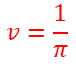 v = 1/π